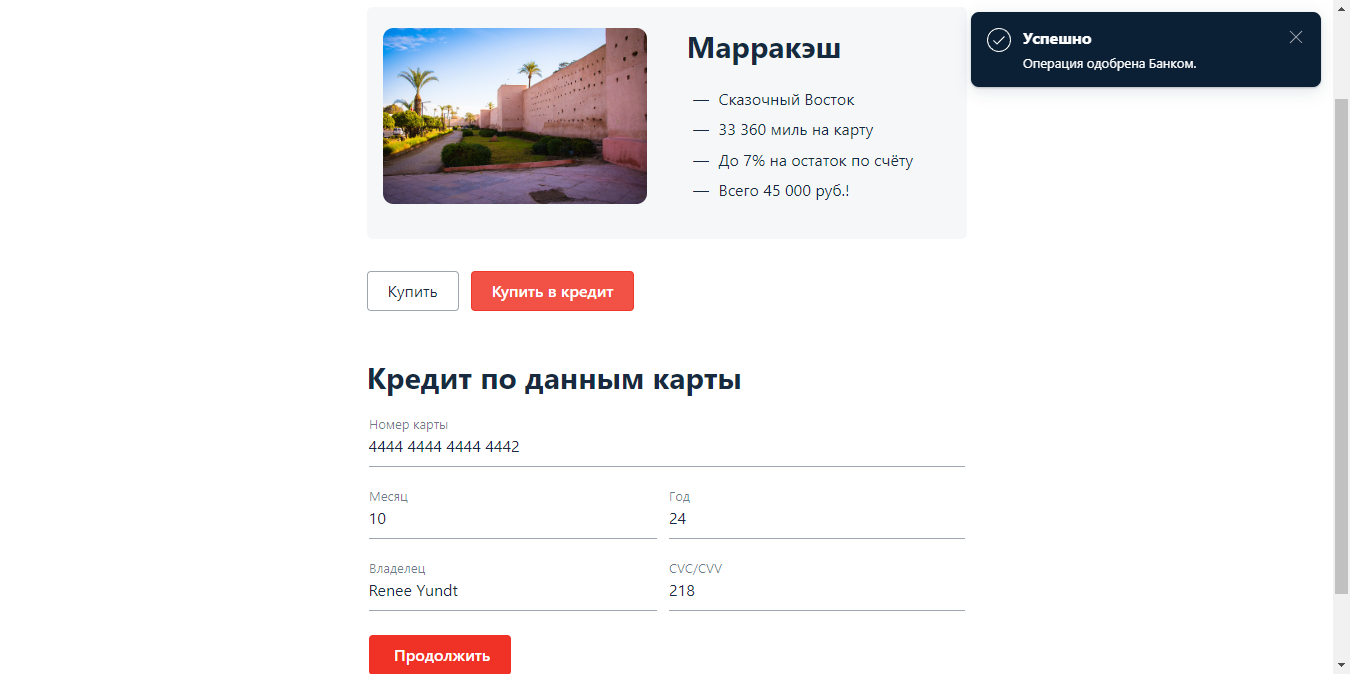 Марракэш
— Сказочный Восток
— 33 360 миль на карту
— До 7% на остаток по счёту
— Всего 45 000 руб.!
Успешно
Операция одобрена Банком.
Купить
Купить в кредит
Кредит по данным карты
Номер карты
4444 4444 4444 4442
Месяц
Год
10
24
Владелец
CVC/CVV
Renee Yundt
218
Продолжить